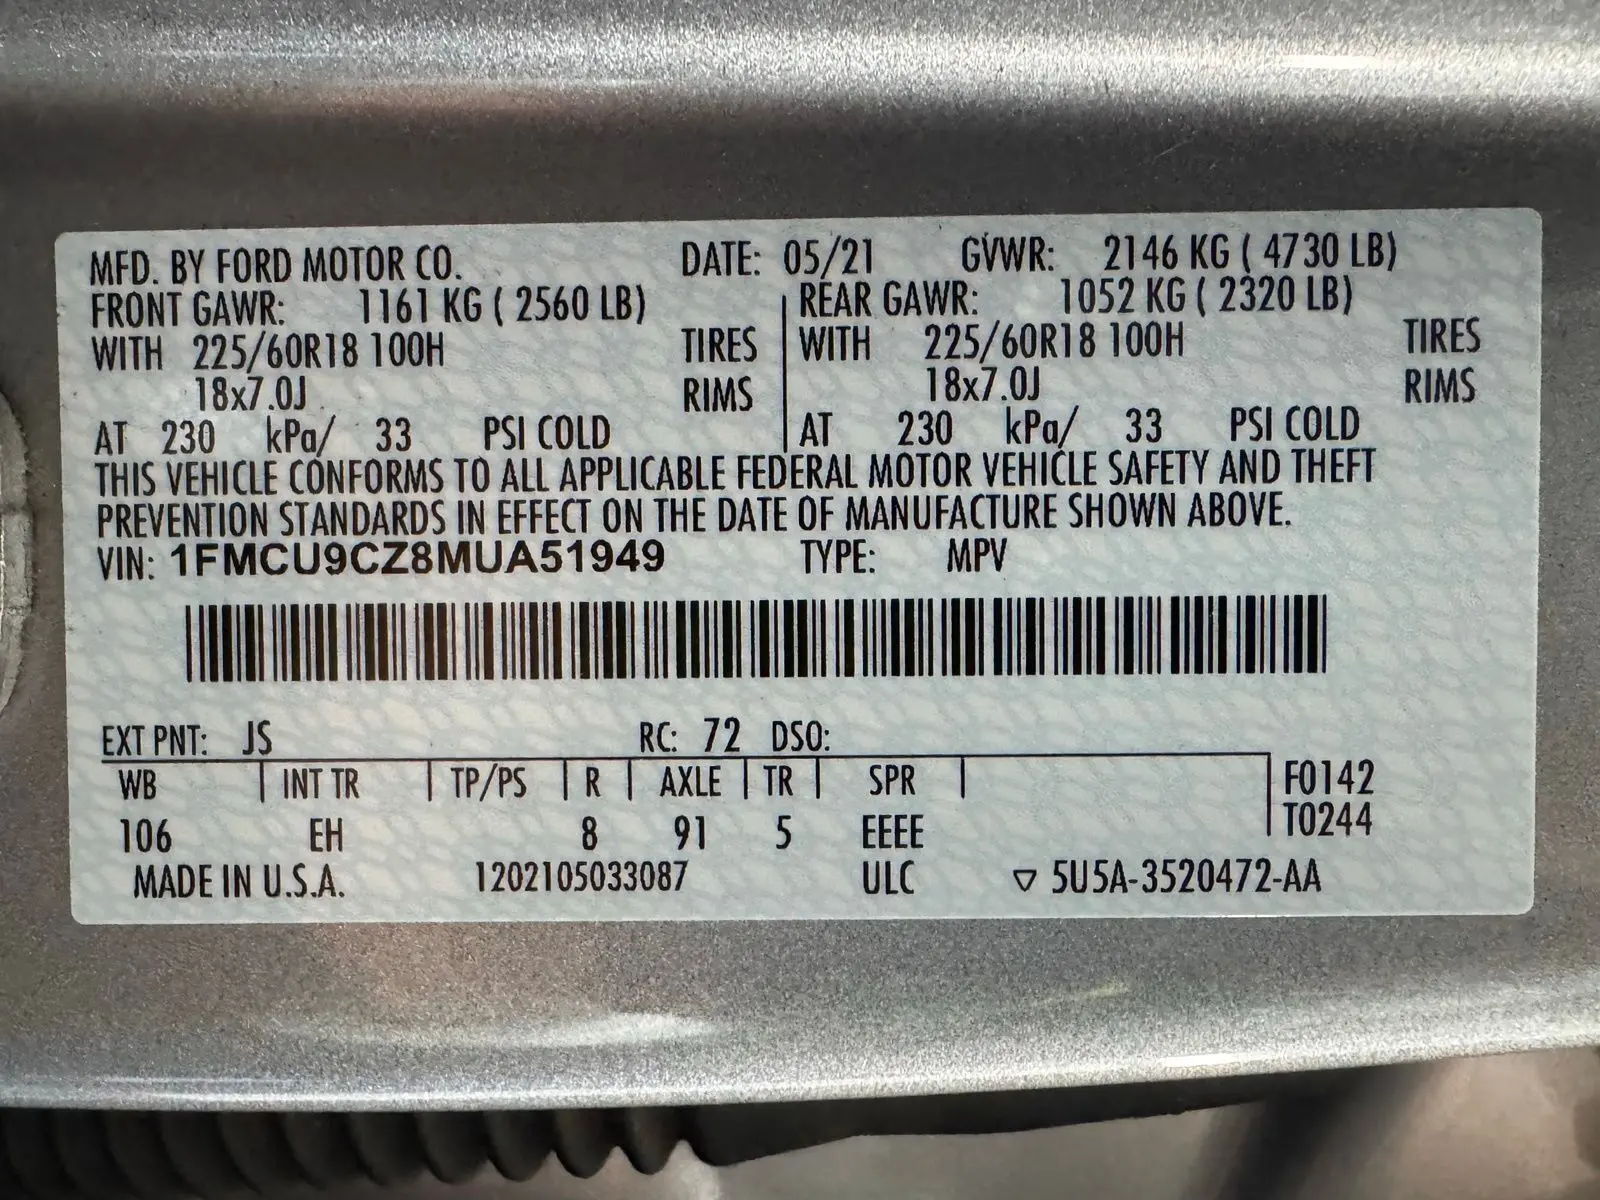 MFD. BY FORD MOTOR CO. DATE: 05/21 GVWR: 2146 KG ( 4730 LB)
FRONT GAWR: 1161 KG ( 2560 LB) REAR GAWR: 1052 KG ( 2320 LB)
WITH 225/60R18 100H TIRES WITH 225/60R18 100H TIRES
18x7.0J RIMS 18x7.0J RIMS
AT 230 kPa/ 33 PSI COLD AT 230 kPa/ 33 PSI COLD
THIS VEHICLE CONFORMS TO ALL APPLICABLE FEDERAL MOTOR VEHICLE SAFETY AND THEFT
PREVENTION STANDARDS IN EFFECT ON THE DATE OF MANUFACTURE SHOWN ABOVE.
VIN: 1FMCU9CZ8MUA51949 TYPE: MPV
EXT PNT: JS RC: 72 DSO:
WB INT TR TP/PS R AXLE TR SPR F0142
T0244
106 EH 8 91 5 EEEE
MADE IN U.S.A. 1202105033087 ULC ▽ 5U5A-3520472-AA